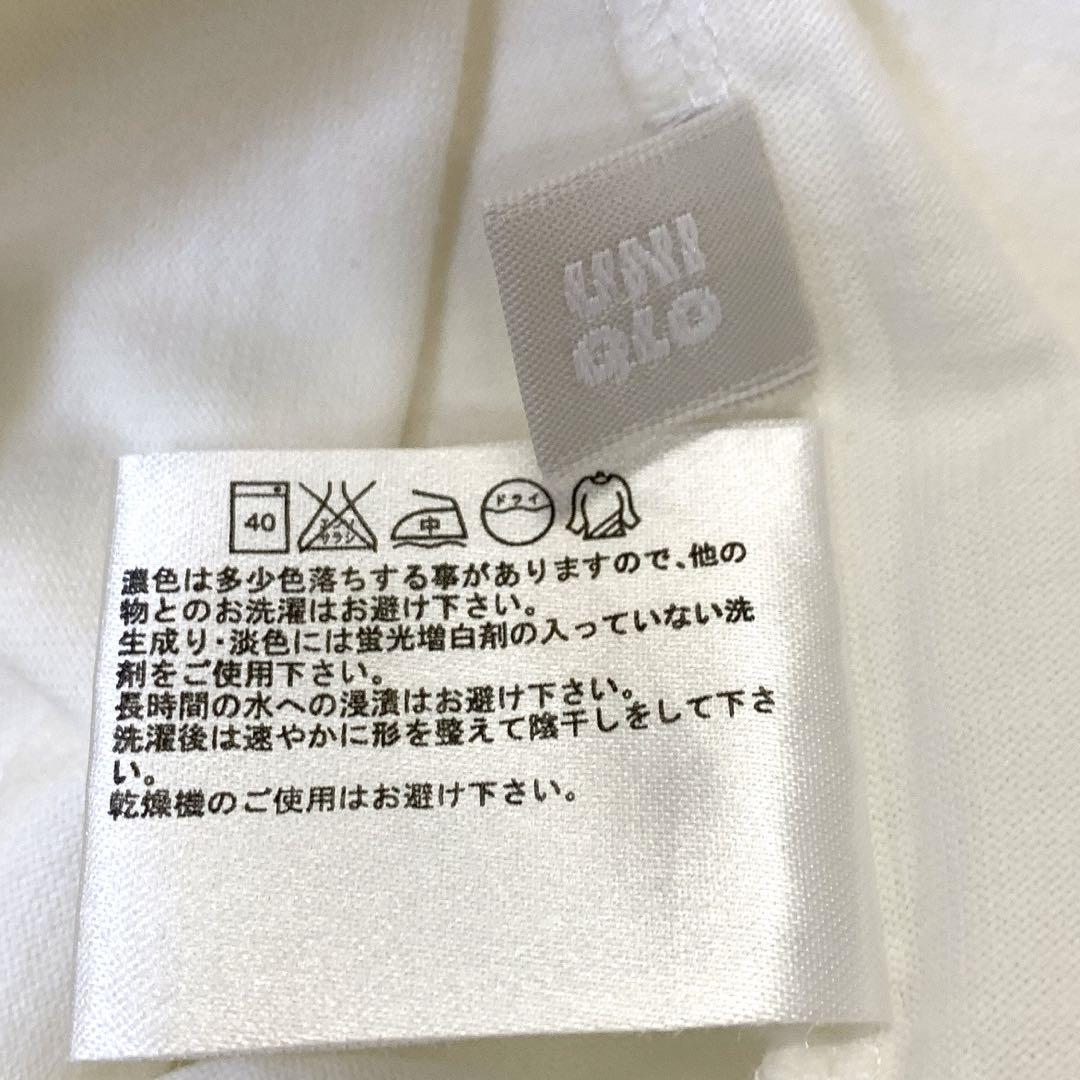 UNI
QLO
40
エンソ
サラシ
中
ドライ
濃色は多少色落ちする事がありますので、他の
物とのお洗濯はお避け下さい。
生成り・淡色には蛍光増白剤の入っていない洗
剤をご使用下さい。
長時間の水への浸漬はお避け下さい。
洗濯後は速やかに形を整えて陰干しをして下さ
い。
乾燥機のご使用はお避け下さい。